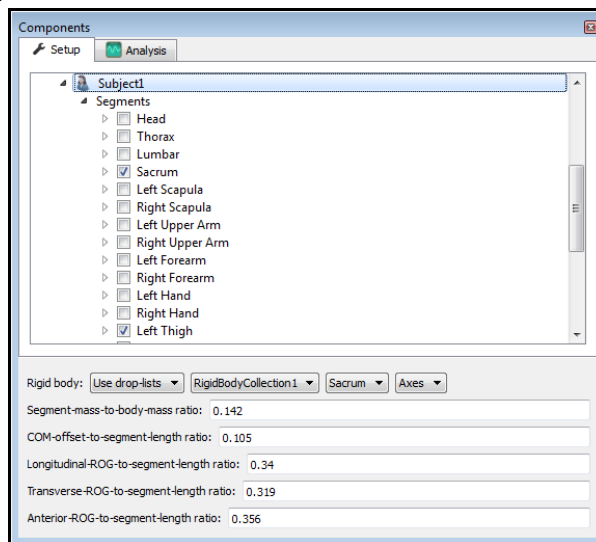 Components
Setup Analysis
Subject1
Segments
Head
Thorax
Lumbar
Sacrum
Left Scapula
Right Scapula
Left Upper Arm
Right Upper Arm
Left Forearm
Right Forearm
Left Hand
Right Hand
Left Thigh
Rigid body: Use drop-lists RigidBodyCollection1 Sacrum Axes
Segment-mass-to-body-mass ratio: 0.142
COM-offset-to-segment-length ratio: 0.105
Longitudinal-ROG-to-segment-length ratio: 0.34
Transverse-ROG-to-segment-length ratio: 0.319
Anterior-ROG-to-segment-length ratio: 0.356